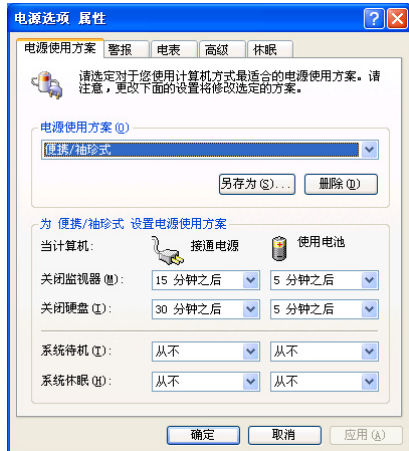 电源选项 属性
电源使用方案 警报 电表 高级 休眠
请选定对于您使用计算机方式最适合的电源使用方案。请
注意，更改下面的设置将修改选定的方案。
电源使用方案(O)
便携/袖珍式
另存为(S)... 删除(D)
为 便携/袖珍式 设置电源使用方案
当计算机: 接通电源 使用电池
关闭监视器(M): 15 分钟之后 5 分钟之后
关闭硬盘(I): 30 分钟之后 5 分钟之后
系统待机(T): 从不 从不
系统休眠(H): 从不 从不
确定 取消 应用(A)